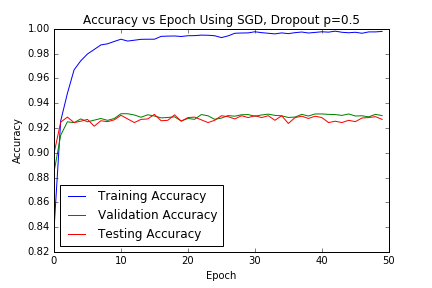 Accuracy vs Epoch Using SGD, Dropout p=0.5
1.00
0.98
0.96
0.94
0.92
0.90
0.88
0.86
0.84
0.82
Accuracy
Training Accuracy
Validation Accuracy
Testing Accuracy
0 10 20 30 40 50
Epoch